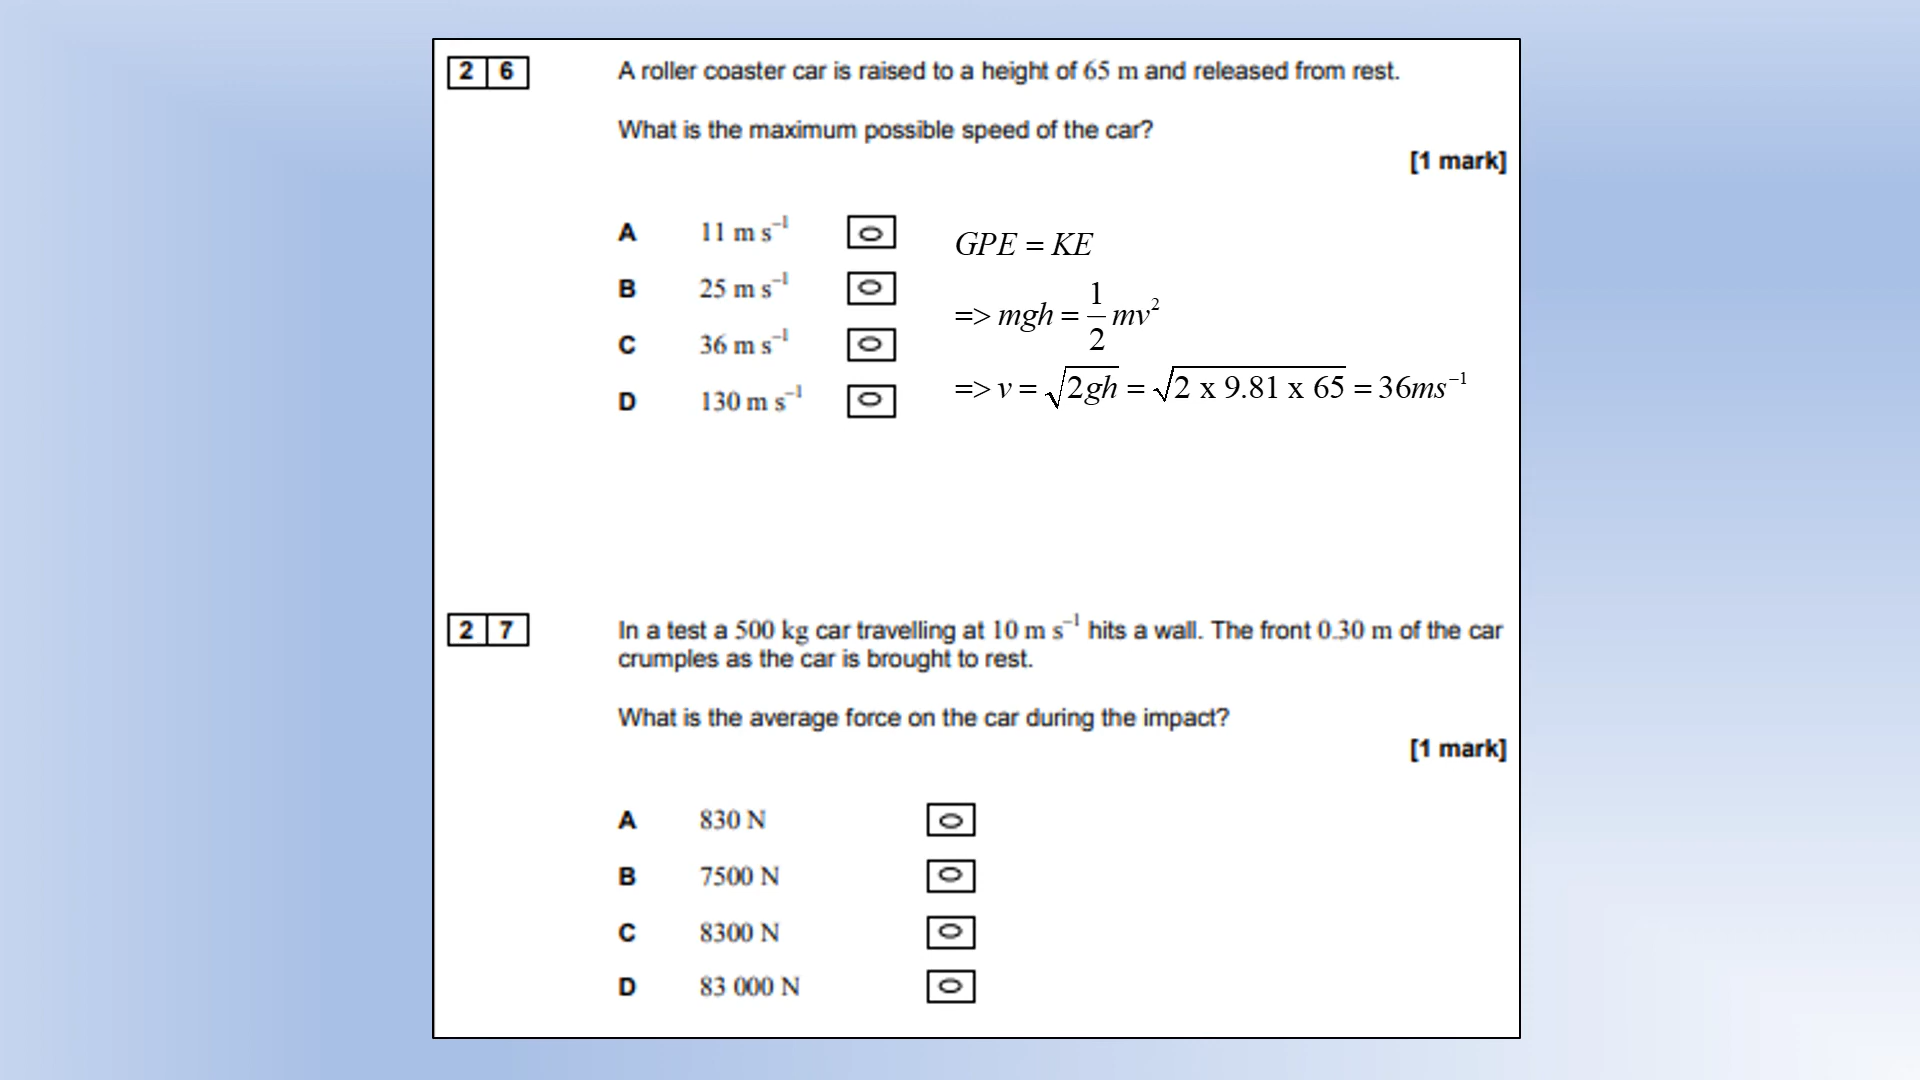 2 6 A roller coaster car is raised to a height of 65 m and released from rest.
What is the maximum possible speed of the car?
[1 mark]
A 11 m s⁻¹
B 25 m s⁻¹
C 36 m s⁻¹
D 130 m s⁻¹
GPE = KE
=> mgh = 1/2 mv²
=> v = √2gh = √2 x 9.81 x 65 = 36ms⁻¹
2 7 In a test a 500 kg car travelling at 10 m s⁻¹ hits a wall. The front 0.30 m of the car
crumples as the car is brought to rest.
What is the average force on the car during the impact?
[1 mark]
A 830 N
B 7500 N
C 8300 N
D 83 000 N